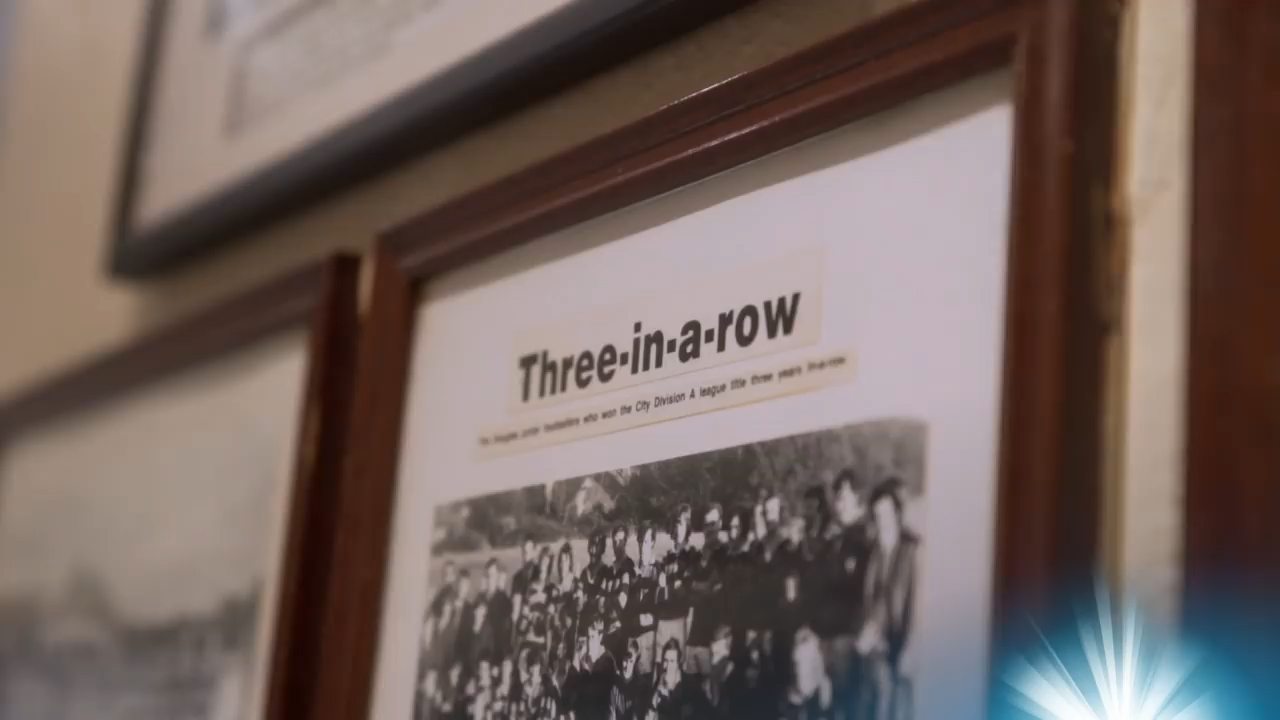 Three-in-a-row
who won the City Division A league title three years